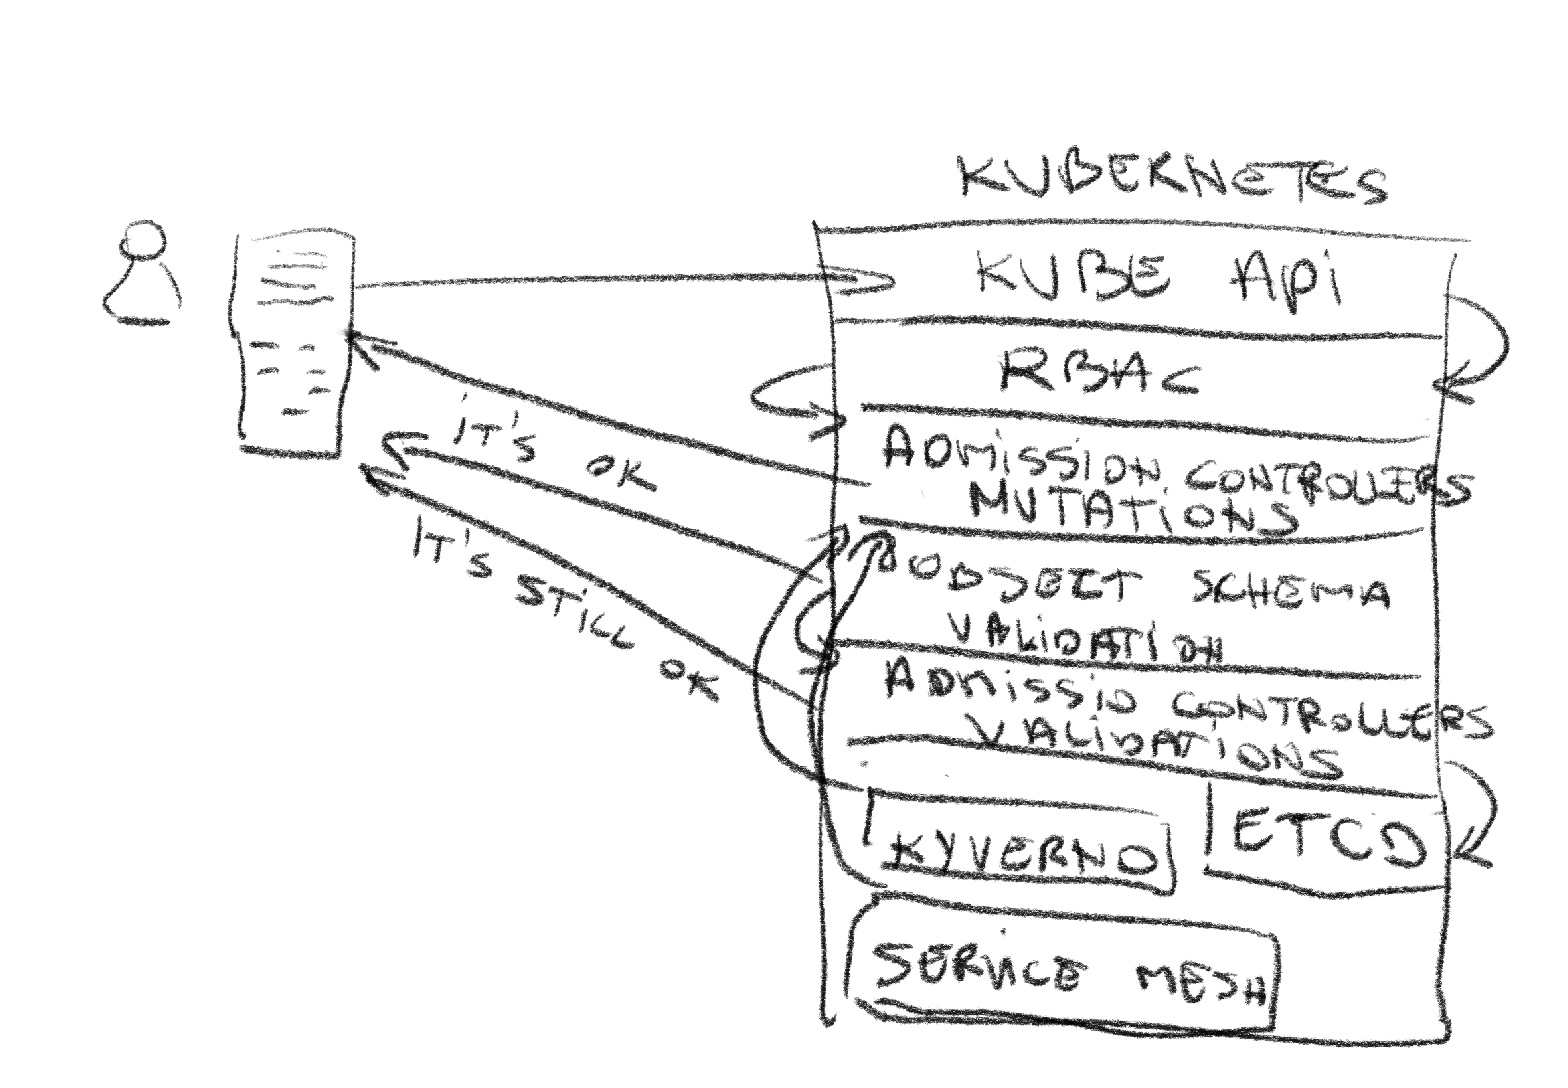 KUBERNETES
KUBE Api
RBAC
ADMISSION CONTROLLERS
MUTATIONS
OBJECT SCHEMA
VALIDATION
ADMISSIO CONTROLLERS
VALIDATIONS
KYVERNO
ETCD
SERVICE MESH
IT'S OK
IT'S STILL OK